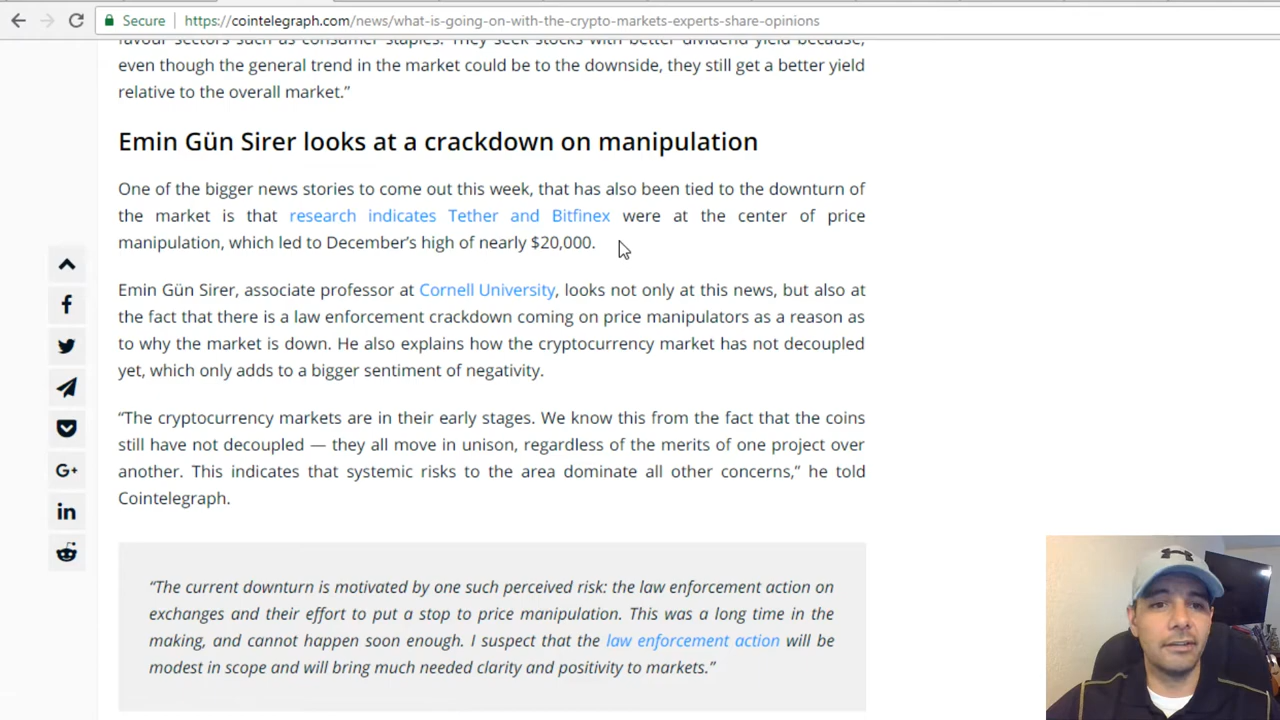 Secure | https://cointelegraph.com/news/what-is-going-on-with-the-crypto-markets-experts-share-opinions
favour sectors such as consumer staples. They seek stocks with better dividend yield because,
even though the general trend in the market could be to the downside, they still get a better yield
relative to the overall market.”
Emin Gün Sirer looks at a crackdown on manipulation
One of the bigger news stories to come out this week, that has also been tied to the downturn of
the market is that research indicates Tether and Bitfinex were at the center of price
manipulation, which led to December’s high of nearly $20,000.
Emin Gün Sirer, associate professor at Cornell University, looks not only at this news, but also at
the fact that there is a law enforcement crackdown coming on price manipulators as a reason as
to why the market is down. He also explains how the cryptocurrency market has not decoupled
yet, which only adds to a bigger sentiment of negativity.
“The cryptocurrency markets are in their early stages. We know this from the fact that the coins
still have not decoupled — they all move in unison, regardless of the merits of one project over
another. This indicates that systemic risks to the area dominate all other concerns,” he told
Cointelegraph.
“The current downturn is motivated by one such perceived risk: the law enforcement action on
exchanges and their effort to put a stop to price manipulation. This was a long time in the
making, and cannot happen soon enough. I suspect that the law enforcement action will be
modest in scope and will bring much needed clarity and positivity to markets.”
G+
in